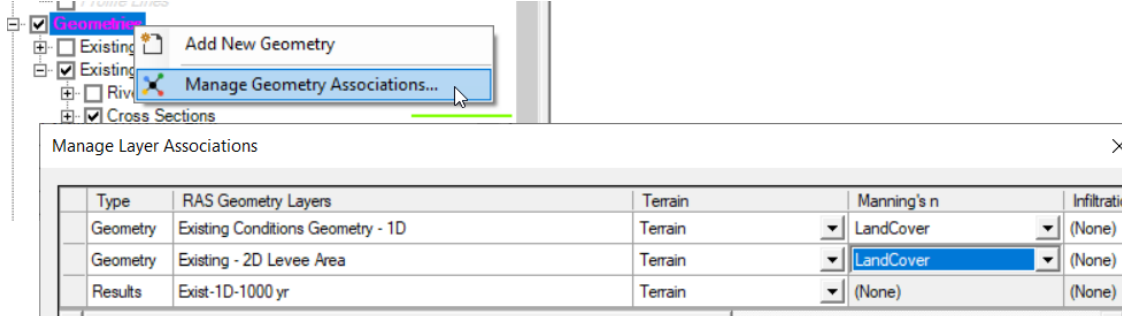 Profile Lines
Geometries
Add New Geometry
Existing
Existing
Manage Geometry Associations...
Riv
Cross Sections
Manage Layer Associations
Type RAS Geometry Layers Terrain Manning's n Infiltratio
Geometry Existing Conditions Geometry - 1D Terrain LandCover (None)
Geometry Existing - 2D Levee Area Terrain LandCover (None)
Results Exist-1D-1000 yr Terrain (None) (None)